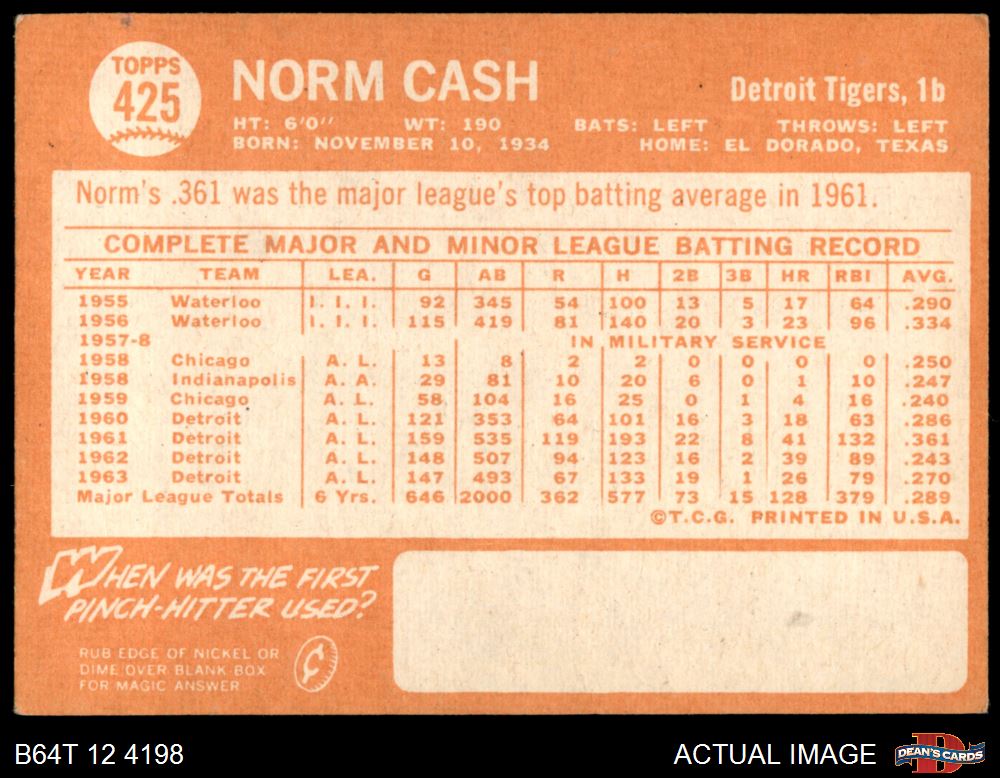 TOPPS
425
NORM CASH
Detroit Tigers, 1b
HT: 6'0" WT: 190 BATS: LEFT THROWS: LEFT
BORN: NOVEMBER 10, 1934 HOME: EL DORADO, TEXAS
Norm's .361 was the major league's top batting average in 1961.
COMPLETE MAJOR AND MINOR LEAGUE BATTING RECORD
YEAR TEAM LEA. G AB R H 2B 3B HR RBI AVG.
1955 Waterloo I. I. I. 92 345 54 100 13 5 17 64 .290
1956 Waterloo I. I. I. 115 419 81 140 20 3 23 96 .334
1957-8 IN MILITARY SERVICE
1958 Chicago A. L. 13 8 2 2 0 0 0 0 .250
1958 Indianapolis A. A. 29 81 10 20 6 0 1 10 .247
1959 Chicago A. L. 58 104 16 25 0 1 4 16 .240
1960 Detroit A. L. 121 353 64 101 16 3 18 63 .286
1961 Detroit A. L. 159 535 119 193 22 8 41 132 .361
1962 Detroit A. L. 148 507 94 123 16 2 39 89 .243
1963 Detroit A. L. 147 493 67 133 19 1 26 79 .270
Major League Totals 6 Yrs. 646 2000 362 577 73 15 128 379 .289
©T.C.G. PRINTED IN U.S.A.
WHEN WAS THE FIRST
PINCH-HITTER USED?
RUB EDGE OF NICKEL OR
DIME OVER BLANK BOX
FOR MAGIC ANSWER
¢
B64T 12 4198
ACTUAL IMAGE
D
DEAN'S CARDS